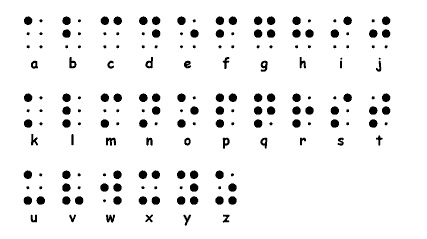 a b c d e f g h i j
k l m n o p q r s t
u v w x y z